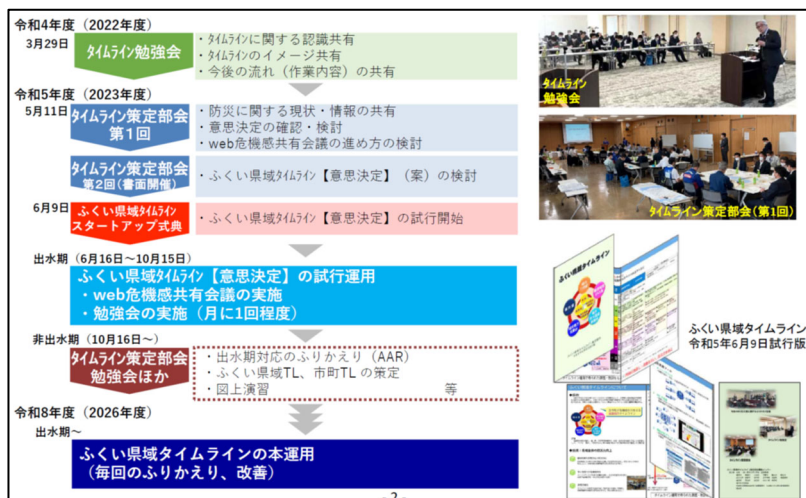 令和4年度（2022年度）
3月29日
タイムライン勉強会
・タイムラインに関する認識共有
・タイムラインのイメージ共有
・今後の流れ（作業内容）の共有
令和5年度（2023年度）
5月11日
タイムライン策定部会
第1回
・防災に関する現状・情報の共有
・意思決定の確認・検討
・web危機感共有会議の進め方の検討
タイムライン策定部会
第2回(書面開催)
・ふくい県域タイムライン【意思決定】（案）の検討
6月9日
ふくい県域タイムライン
スタートアップ式典
・ふくい県域タイムライン【意思決定】の試行開始
出水期（6月16日～10月15日）
ふくい県域タイムライン【意思決定】の試行運用
・web危機感共有会議の実施
・勉強会の実施（月に1回程度）
非出水期（10月16日～）
タイムライン策定部会
勉強会ほか
・出水期対応のふりかえり（AAR）
・ふくい県域TL、市町TLの策定
・図上演習 等
令和8年度（2026年度）
出水期～
ふくい県域タイムラインの本運用
（毎回のふりかえり、改善）
- 2 -
タイムライン
勉強会
タイムライン策定部会(第1回)
ふくい県域タイムライン
ふくい県域タイムライン
令和5年6月9日試行版